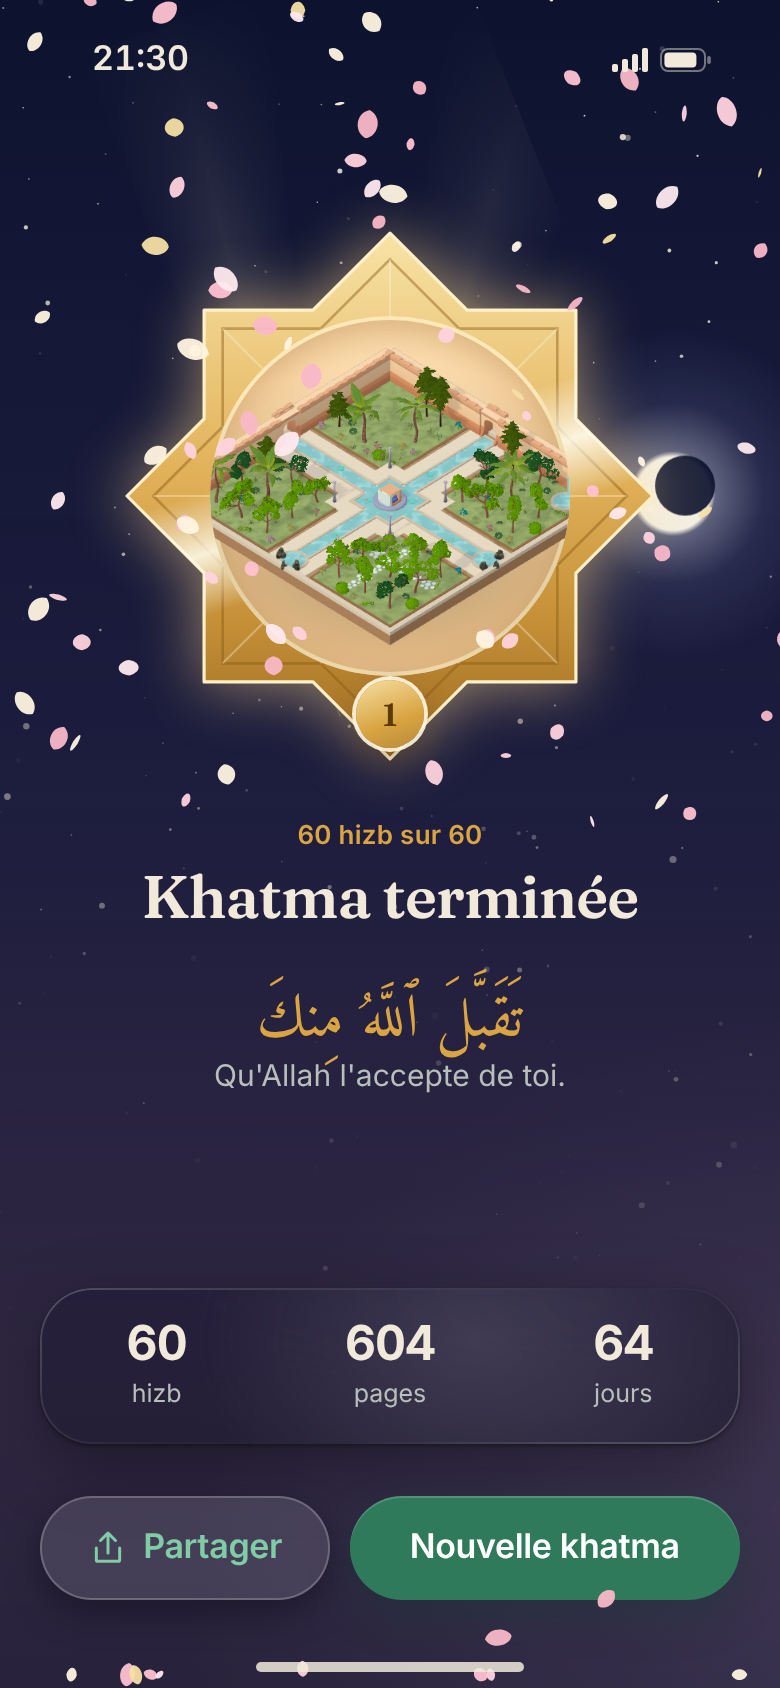 21:30
1
60 hizb sur 60
Khatma terminée
تَقَبَّلَ ٱللَّهُ مِنكَ
Qu'Allah l'accepte de toi.
60 604 64
hizb pages jours
Partager Nouvelle khatma